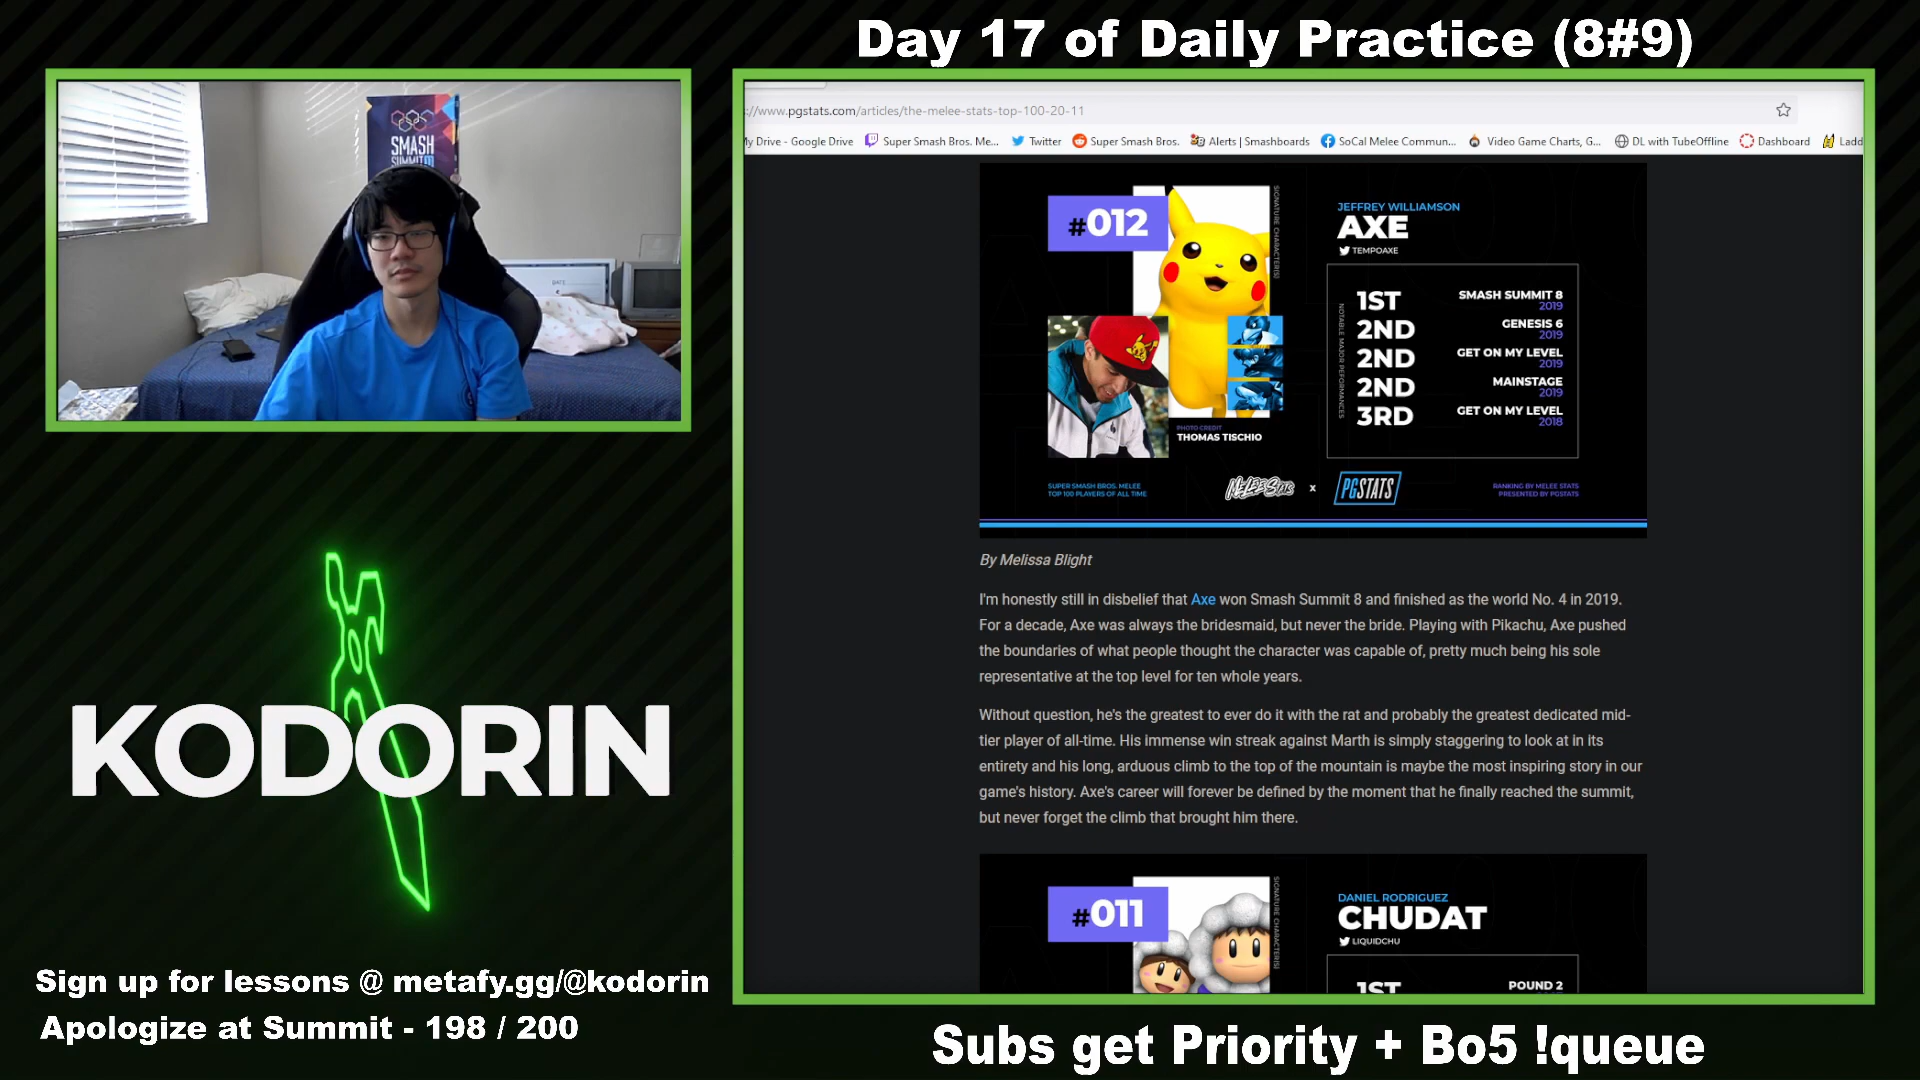 Day 17 of Daily Practice (8#9)
SMASH
SUMMIT
://www.pgstats.com/articles/the-melee-stats-top-100-20-11
My Drive - Google Drive
Super Smash Bros. Me...
Twitter
Super Smash Bros.
Alerts | Smashboards
SoCal Melee Commun...
Video Game Charts, G...
DL with TubeOffline
Dashboard
Ladd
#012
SIGNATURE CHARACTER(S)
JEFFREY WILLIAMSON
AXE
TEMPOAXE
NOTABLE MAJOR PERFORMANCES
1ST SMASH SUMMIT 8
2019
2ND GENESIS 6
2019
2ND GET ON MY LEVEL
2019
2ND MAINSTAGE
2019
3RD GET ON MY LEVEL
2018
PHOTO CREDIT
THOMAS TISCHIO
SUPER SMASH BROS. MELEE
TOP 100 PLAYERS OF ALL TIME
MELEE STATS x PGSTATS
RANKING BY MELEE STATS
PRESENTED BY PGSTATS
By Melissa Blight
I'm honestly still in disbelief that Axe won Smash Summit 8 and finished as the world No. 4 in 2019.
For a decade, Axe was always the bridesmaid, but never the bride. Playing with Pikachu, Axe pushed
the boundaries of what people thought the character was capable of, pretty much being his sole
representative at the top level for ten whole years.
Without question, he's the greatest to ever do it with the rat and probably the greatest dedicated mid-
tier player of all-time. His immense win streak against Marth is simply staggering to look at in its
entirety and his long, arduous climb to the top of the mountain is maybe the most inspiring story in our
game's history. Axe's career will forever be defined by the moment that he finally reached the summit,
but never forget the climb that brought him there.
#011
SIGNATURE CHARACTER(S)
DANIEL RODRIGUEZ
CHUDAT
LIQUIDCHU
1ST POUND 2
KODORIN
Sign up for lessons @ metafy.gg/@kodorin
Apologize at Summit - 198 / 200
Subs get Priority + Bo5 !queue